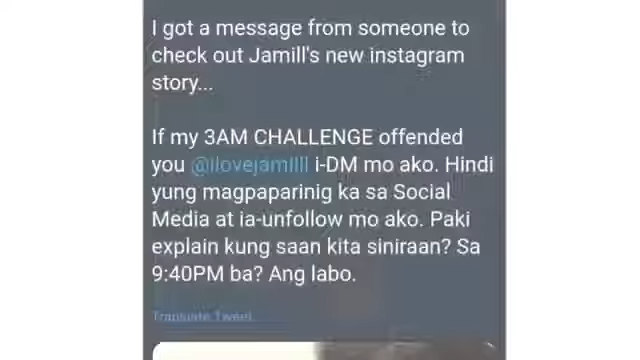 I got a message from someone to
check out Jamill's new instagram
story...
If my 3AM CHALLENGE offended
you @ilovejamilll i-DM mo ako. Hindi
yung magpaparinig ka sa Social
Media at ia-unfollow mo ako. Paki
explain kung saan kita siniraan? Sa
9:40PM ba? Ang labo.
Translate Tweet